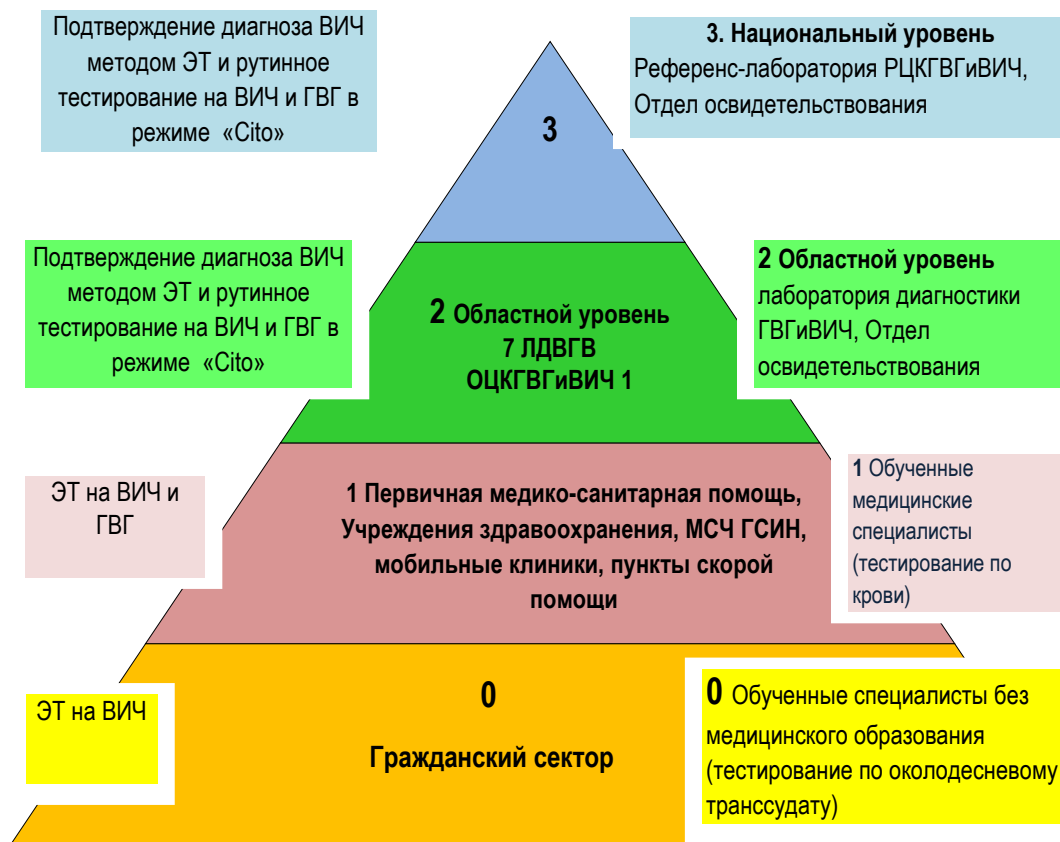 Подтверждение диагноза ВИЧ
методом ЭТ и рутинное
тестирование на ВИЧ и ГВГ в
режиме «Cito»
3
3. Национальный уровень
Референс-лаборатория РЦКГВГиВИЧ,
Отдел освидетельствования
Подтверждение диагноза ВИЧ
методом ЭТ и рутинное
тестирование на ВИЧ и ГВГ в
режиме «Cito»
2 Областной уровень
7 ЛДВГВ
ОЦКГВГиВИЧ 1
2 Областной уровень
лаборатория диагностики
ГВГиВИЧ, Отдел
освидетельствования
ЭТ на ВИЧ и
ГВГ
1 Первичная медико-санитарная помощь,
Учреждения здравоохранения, МСЧ ГСИН,
мобильные клиники, пункты скорой
помощи
1 Обученные
медицинские
специалисты
(тестирование по
крови)
ЭТ на ВИЧ
0
Гражданский сектор
0 Обученные специалисты без
медицинского образования
(тестирование по околодесневому
транссудату)